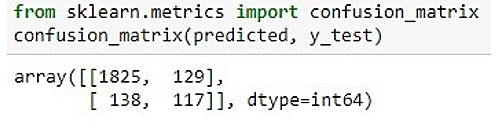 from sklearn.metrics import confusion_matrix
confusion_matrix(predicted, y_test)
array([[1825, 129],
[ 138, 117]], dtype=int64)